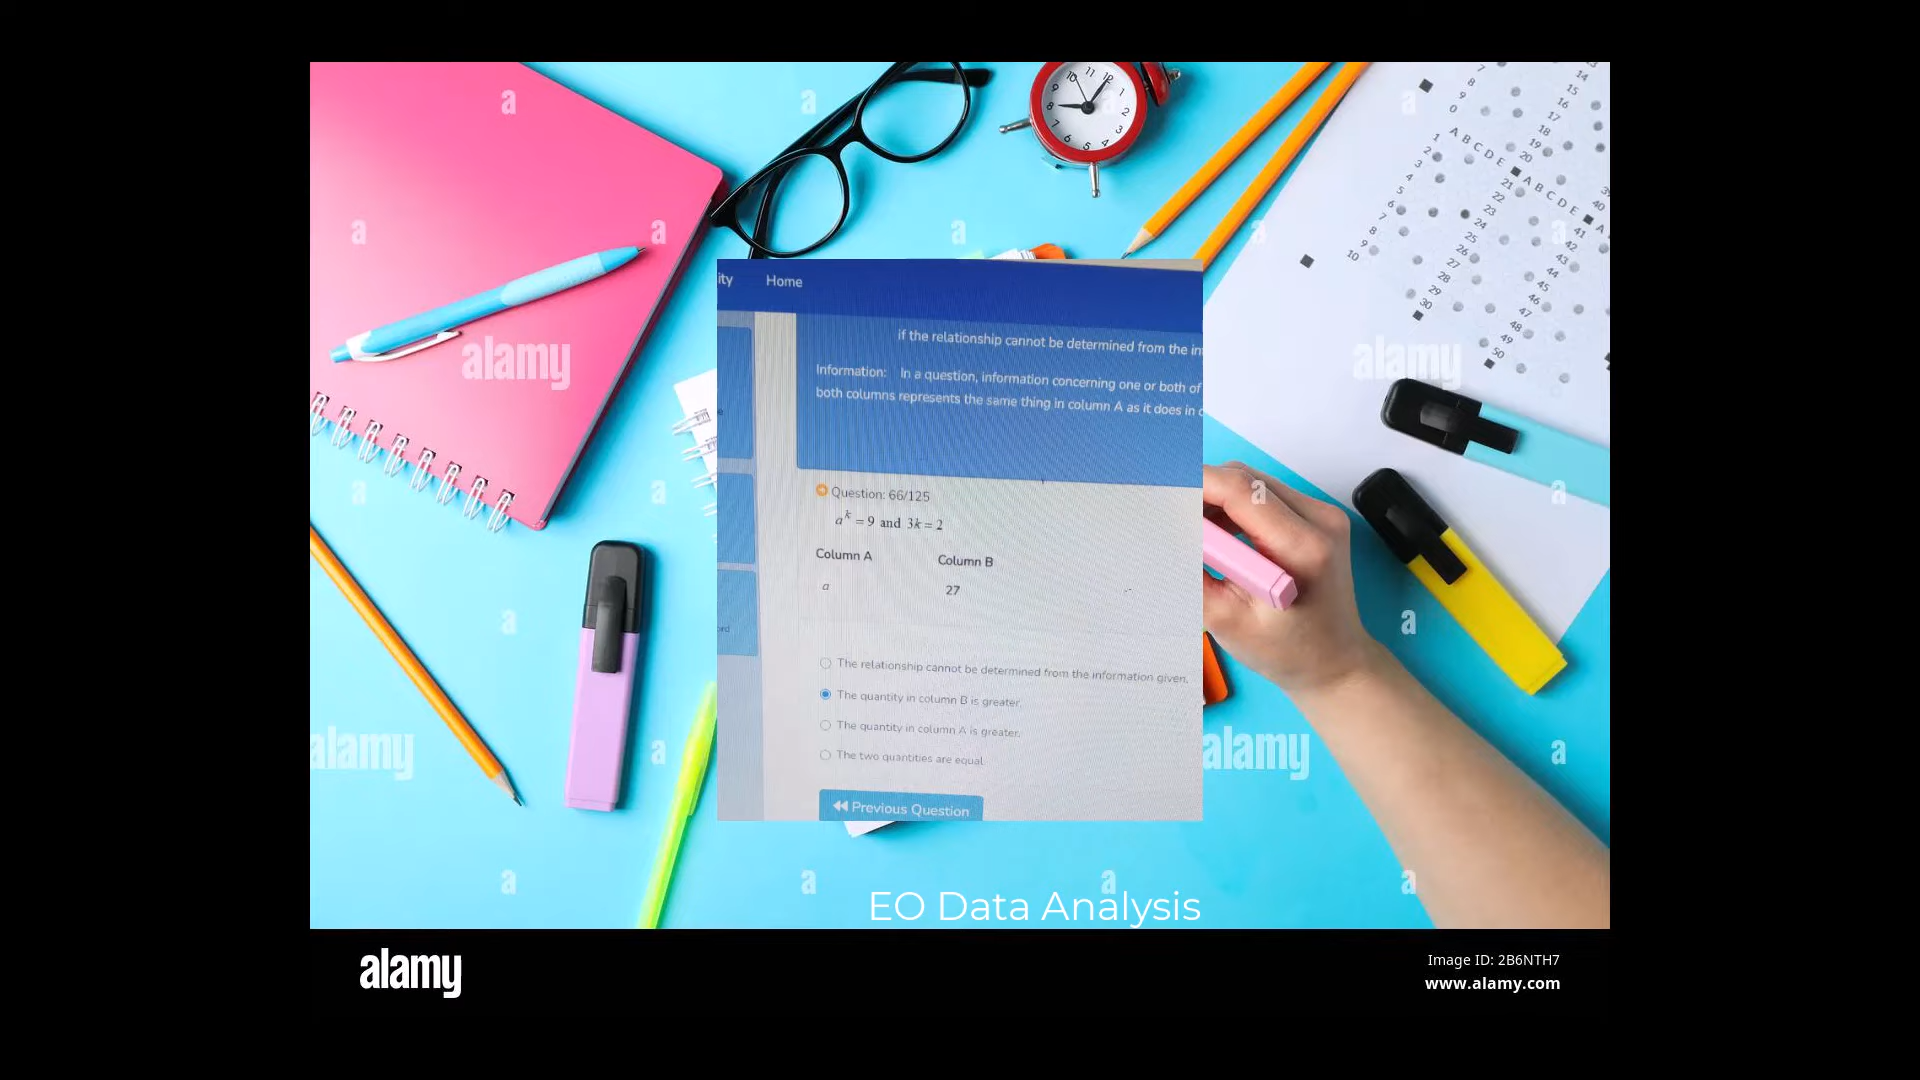 ity Home
if the relationship cannot be determined from the in
Information: In a question, information concerning one or both of
both columns represents the same thing in column A as it does in c
Question: 66/125
a^k = 9 and 3k = 2
Column A Column B
a 27
The relationship cannot be determined from the information given.
The quantity in column B is greater.
The quantity in column A is greater.
The two quantities are equal
Previous Question
EO Data Analysis
alamy
alamy
alamy
alamy
alamy
Image ID: 2B6NTH7
www.alamy.com